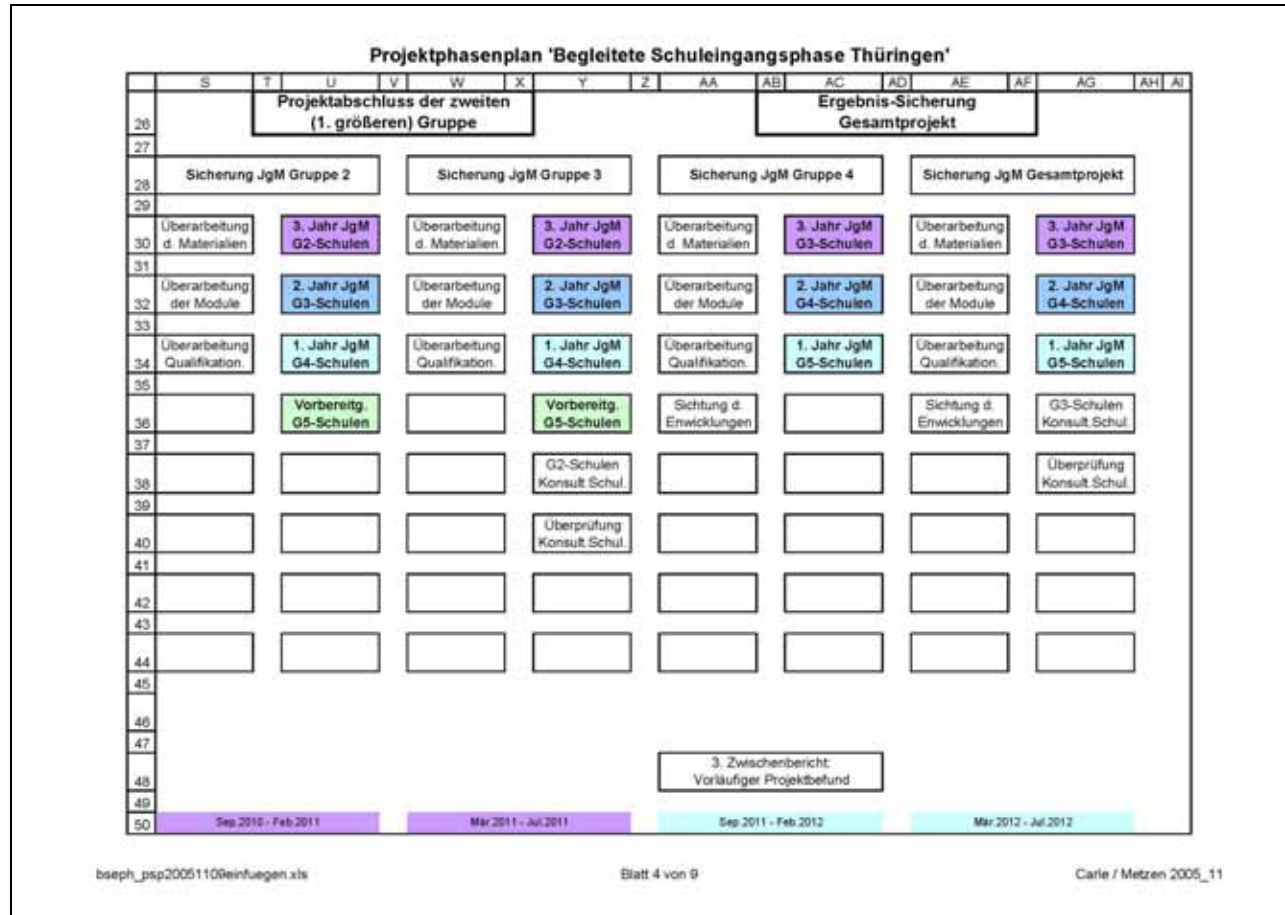 Projektphasenplan 'Begleitete Schuleingangsphase Thüringen'
S T U V W X Y Z AA AB AC AD AE AF AG AH AI
Projektabschluss der zweiten Ergebnis-Sicherung
26 (1. größeren) Gruppe Gesamtprojekt
27
28 Sicherung JgM Gruppe 2 Sicherung JgM Gruppe 3 Sicherung JgM Gruppe 4 Sicherung JgM Gesamtprojekt
29
Überarbeitung 3. Jahr JgM Überarbeitung 3. Jahr JgM Überarbeitung 3. Jahr JgM Überarbeitung 3. Jahr JgM
30 d. Materialien G2-Schulen d. Materialien G2-Schulen d. Materialien G3-Schulen d. Materialien G3-Schulen
31
Überarbeitung 2. Jahr JgM Überarbeitung 2. Jahr JgM Überarbeitung 2. Jahr JgM Überarbeitung 2. Jahr JgM
32 der Module G3-Schulen der Module G3-Schulen der Module G4-Schulen der Module G4-Schulen
33
Überarbeitung 1. Jahr JgM Überarbeitung 1. Jahr JgM Überarbeitung 1. Jahr JgM Überarbeitung 1. Jahr JgM
34 Qualifikation. G4-Schulen Qualifikation. G4-Schulen Qualifikation. G5-Schulen Qualifikation. G5-Schulen
35
Vorbereitg. Vorbereitg. Sichtung d. Sichtung d. G3-Schulen
36 G5-Schulen G5-Schulen Enwicklungen Enwicklungen Konsult.Schul.
37
G2-Schulen Überprüfung
38 Konsult.Schul. Konsult.Schul.
39
Überprüfung
40 Konsult.Schul.
41
42
43
44
45
46
47
3. Zwischenbericht:
48 Vorläufiger Projektbefund
49
50 Sep.2010 - Feb.2011 Mär.2011 - Jul.2011 Sep.2011 - Feb.2012 Mär.2012 - Jul.2012
bseph_psp20051109einfuegen.xls Blatt 4 von 9 Carle / Metzen 2005_11